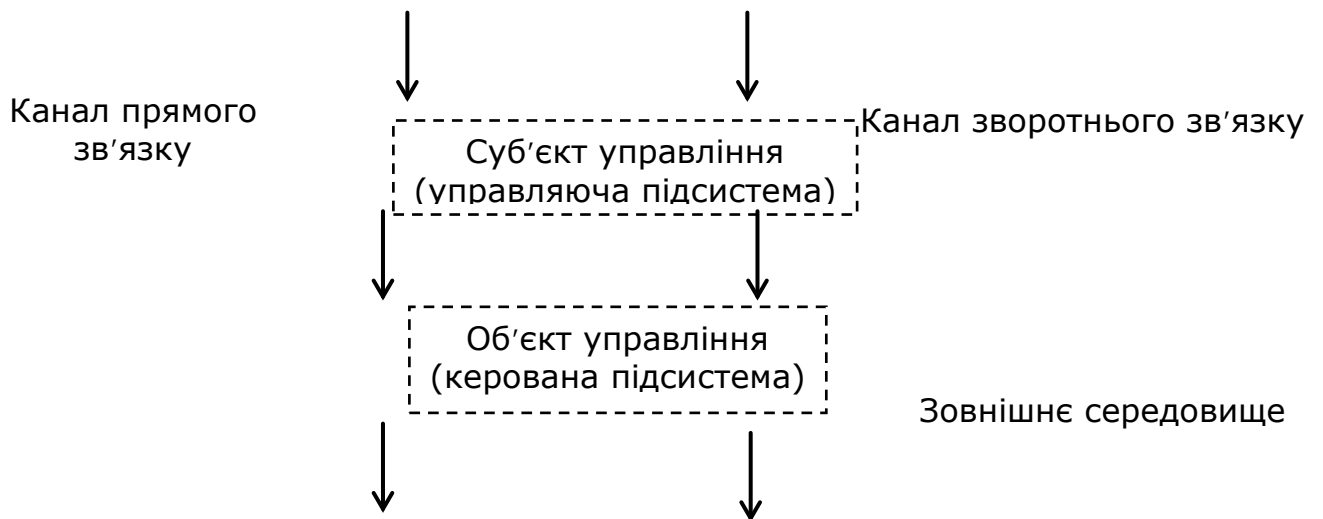 Канал прямого
зв′язку
Канал зворотнього зв′язку
Суб′єкт управління
(управляюча підсистема)
Об′єкт управління
(керована підсистема)
Зовнішнє середовище